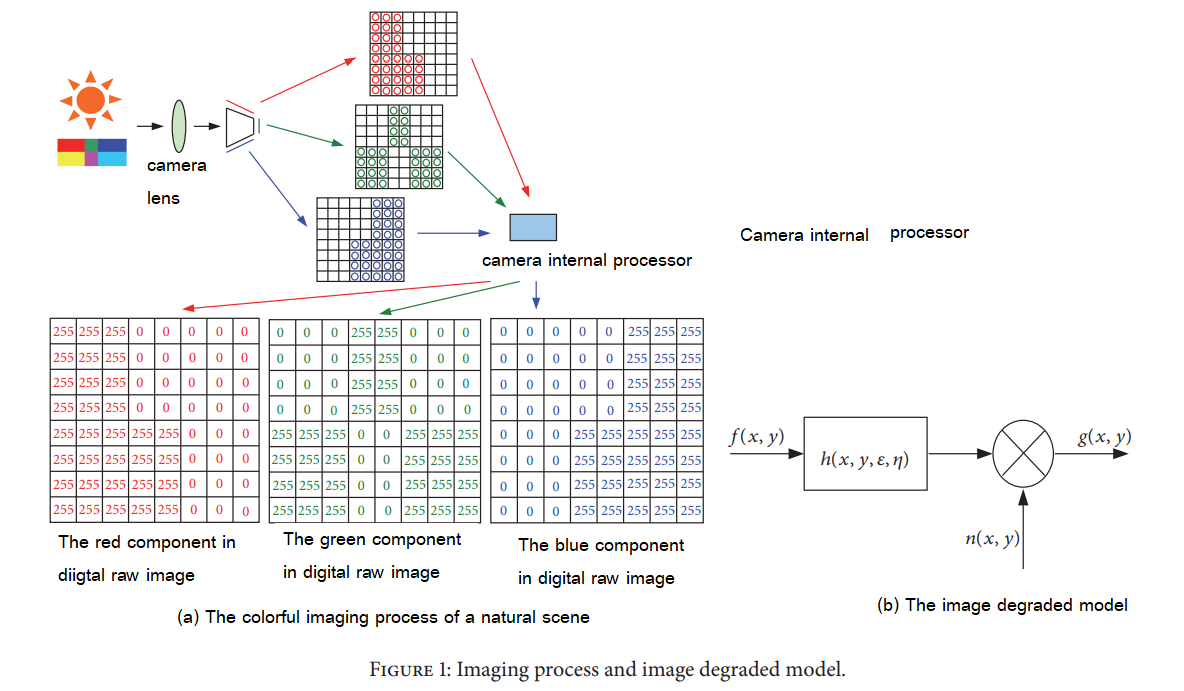 camera
lens
camera internal processor
Camera internal processor
255 255 255 0 0 0 0 0
255 255 255 0 0 0 0 0
255 255 255 0 0 0 0 0
255 255 255 0 0 0 0 0
255 255 255 255 255 0 0 0
255 255 255 255 255 0 0 0
255 255 255 255 255 0 0 0
255 255 255 255 255 0 0 0
The red component in
diigtal raw image
0 0 0 255 255 0 0 0
0 0 0 255 255 0 0 0
0 0 0 255 255 0 0 0
0 0 0 255 255 0 0 0
255 255 255 0 0 255 255 255
255 255 255 0 0 255 255 255
255 255 255 0 0 255 255 255
255 255 255 0 0 255 255 255
The green component
in digital raw image
0 0 0 0 0 255 255 255
0 0 0 0 0 255 255 255
0 0 0 0 0 255 255 255
0 0 0 0 0 255 255 255
0 0 0 255 255 255 255 255
0 0 0 255 255 255 255 255
0 0 0 255 255 255 255 255
0 0 0 255 255 255 255 255
The blue component
in digital raw image
(a) The colorful imaging process of a natural scene
f(x, y)
h(x, y, ε, η)
g(x, y)
n(x, y)
(b) The image degraded model
FIGURE 1: Imaging process and image degraded model.